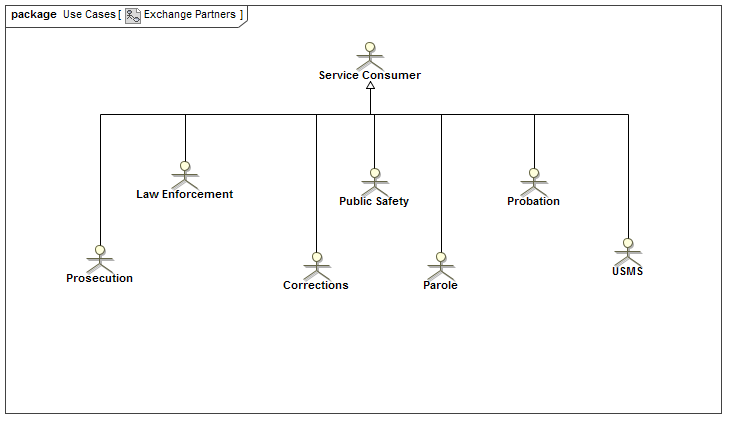 package Use Cases [ Exchange Partners ]
Service Consumer
Law Enforcement
Public Safety
Probation
Prosecution
Corrections
Parole
USMS